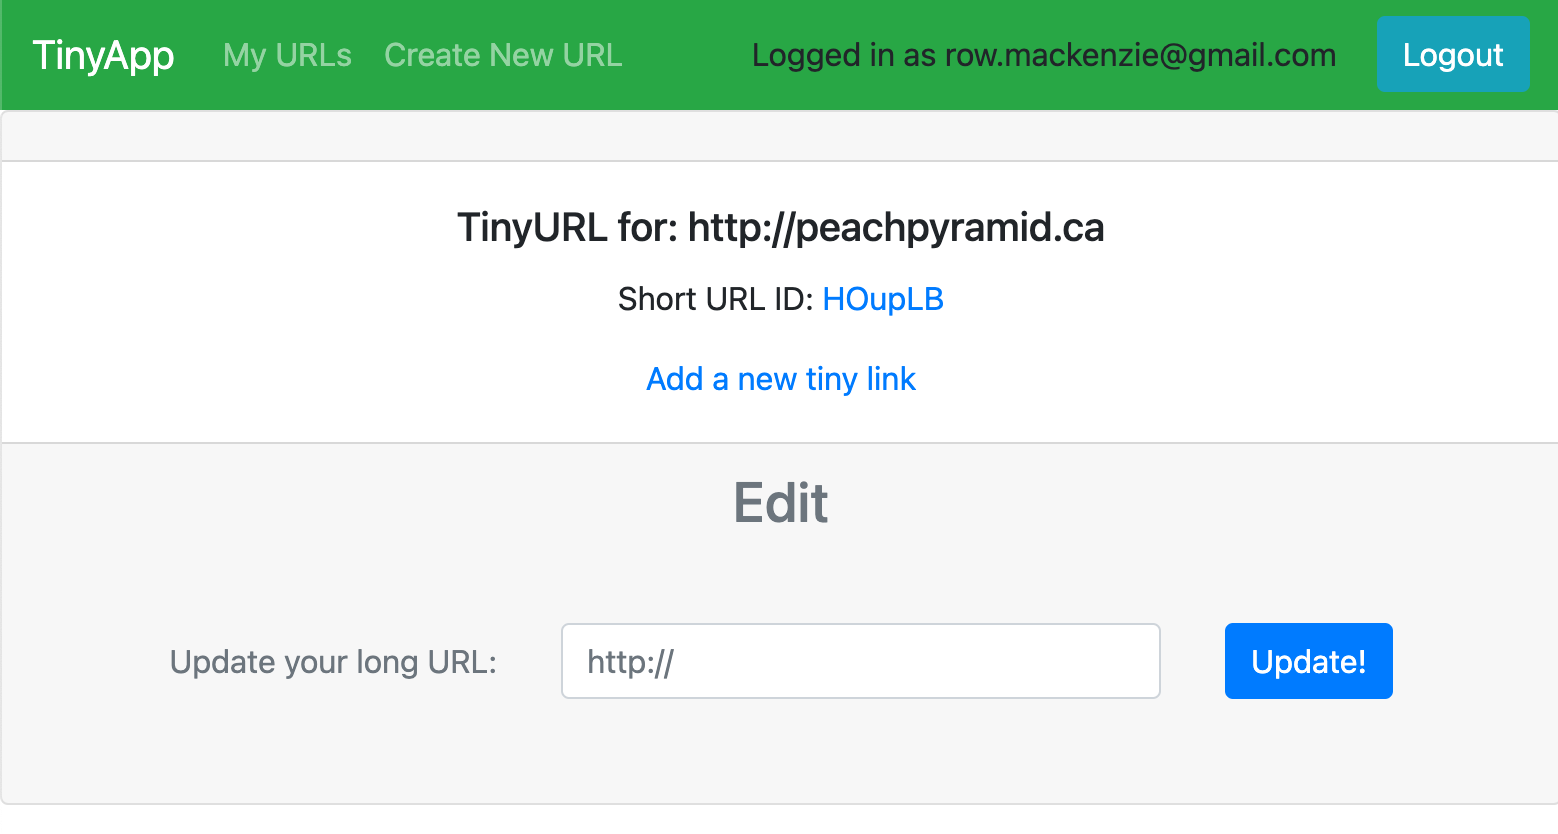 TinyApp My URLs Create New URL Logged in as row.mackenzie@gmail.com Logout
TinyURL for: http://peachpyramid.ca
Short URL ID: HOupLB
Add a new tiny link
Edit
Update your long URL: http:// Update!